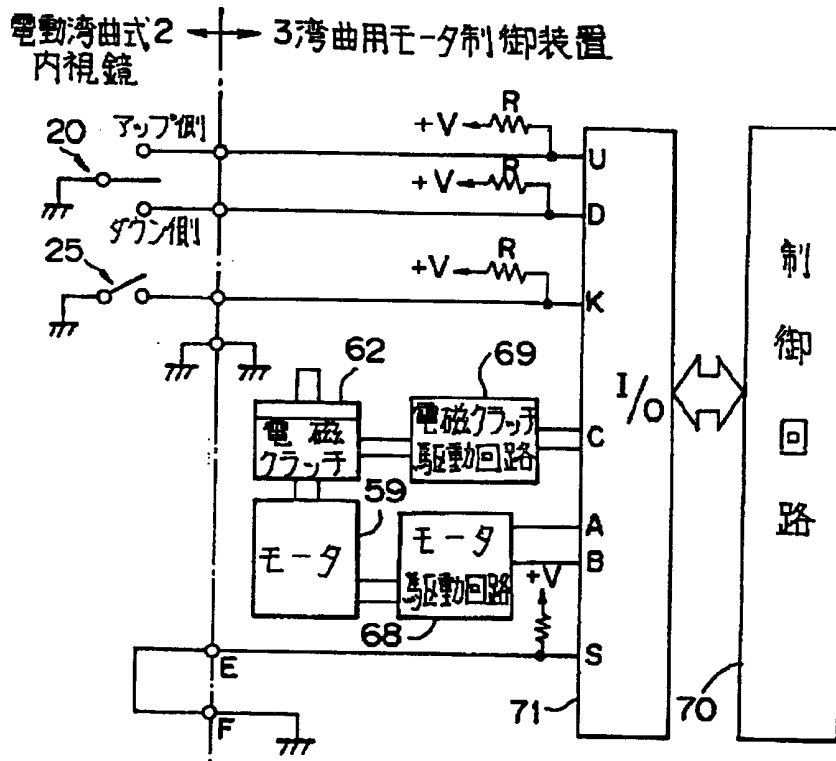 電動湾曲式2
内視鏡
3湾曲用モータ制御装置
20
アップ側
ダウン側
25
+V
R
U
+V
R
D
+V
R
K
62
69
電磁
クラッチ
電磁クラッチ
駆動回路
C
I/O
制御回路
59
モータ
モータ
駆動回路
68
A
B
+V
S
E
F
71
70